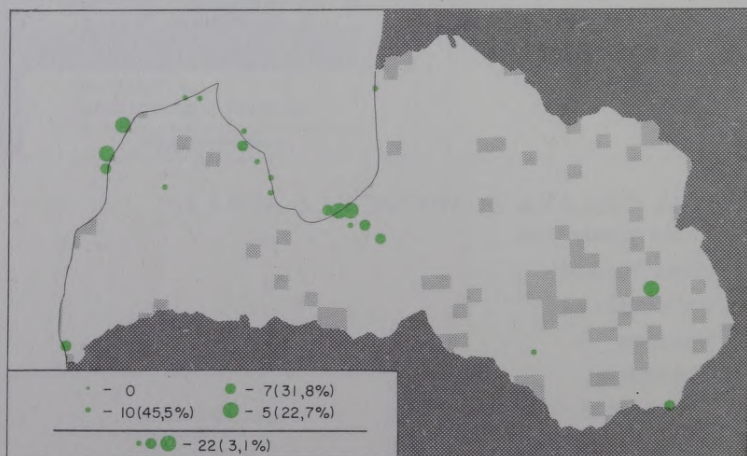 - 0 - 7(31,8%)
- 10(45,5%) - 5(22,7%)
- 22(3,1%)